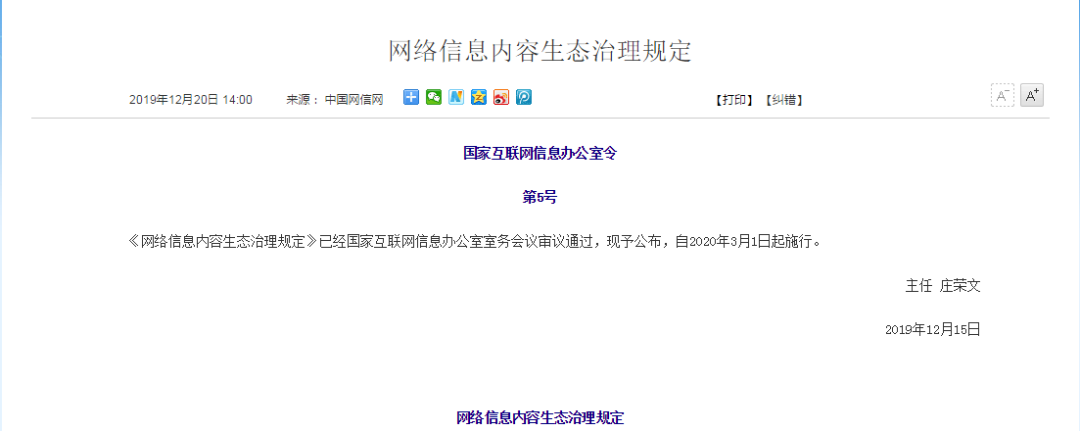 网络信息内容生态治理规定
2019年12月20日 14:00 来源： 中国网信网 【打印】【纠错】 A- A+
国家互联网信息办公室令
第5号
《网络信息内容生态治理规定》已经国家互联网信息办公室室务会议审议通过，现予公布，自2020年3月1日起施行。
主任 庄荣文
2019年12月15日
网络信息内容生态治理规定